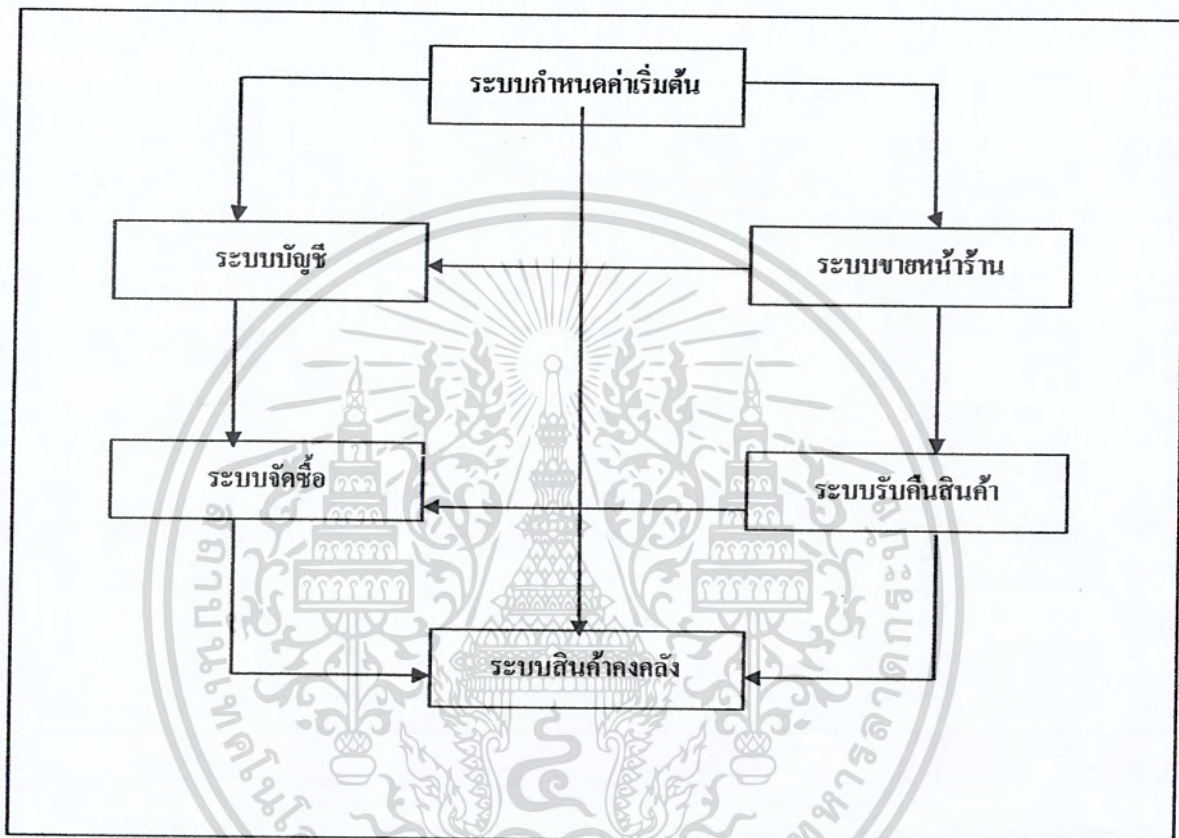 ระบบกำหนดค่าเริ่มต้น
ระบบบัญชี
ระบบขายหน้าร้าน
ระบบจัดซื้อ
ระบบรับคืนสินค้า
ระบบสินค้าคงคลัง